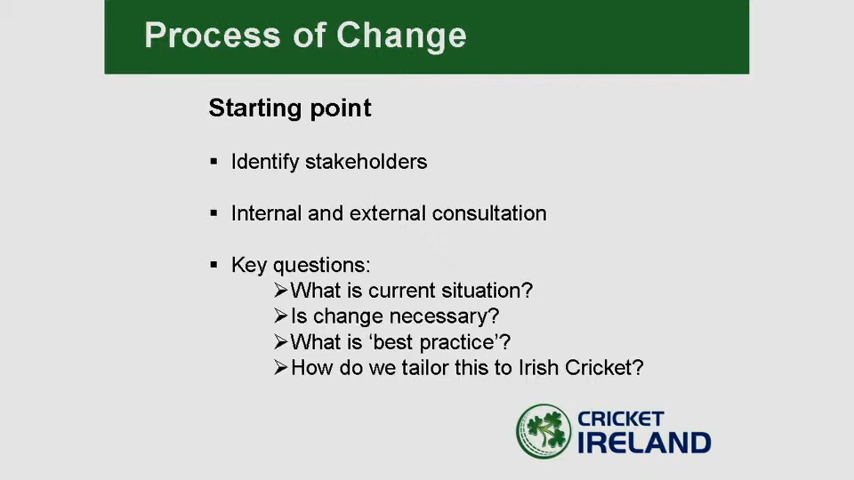 Process of Change
Starting point
▪ Identify stakeholders
▪ Internal and external consultation
▪ Key questions:
➢What is current situation?
➢Is change necessary?
➢What is ‘best practice’?
➢How do we tailor this to Irish Cricket?
CRICKET
IRELAND